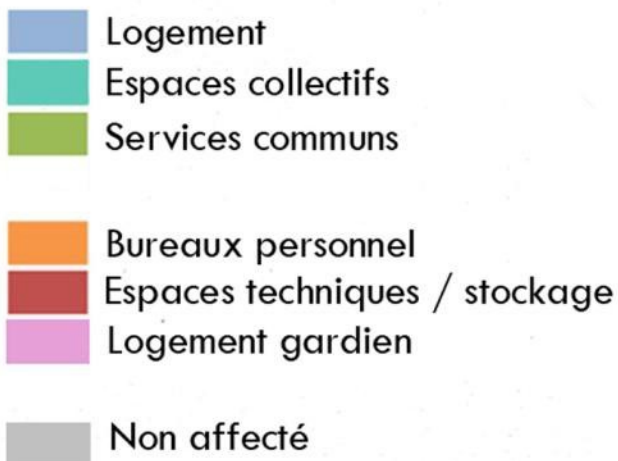 Logement
Espaces collectifs
Services communs
Bureaux personnel
Espaces techniques / stockage
Logement gardien
Non affecté